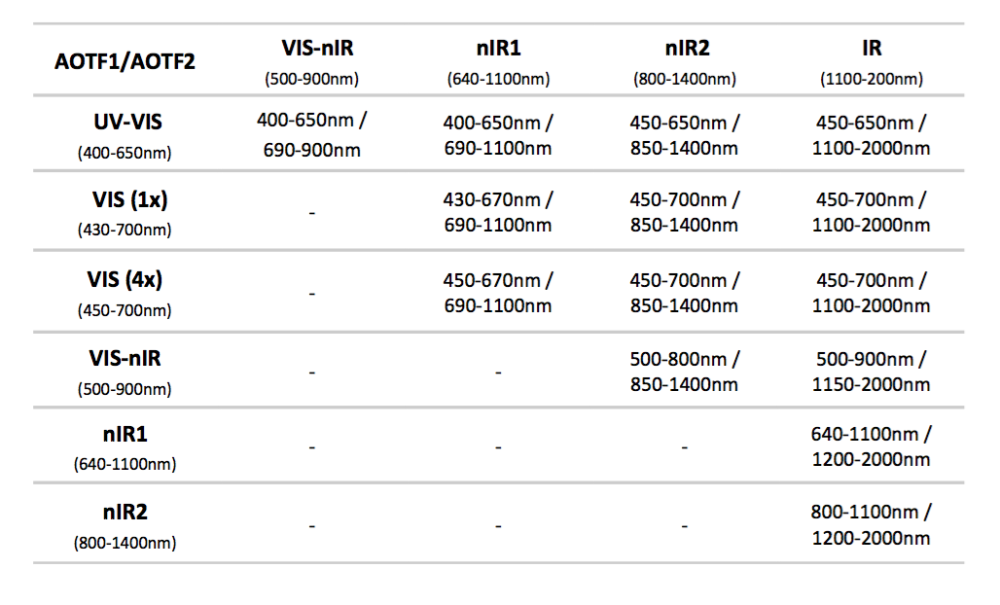 AOTF1/AOTF2 VIS-nIR nIR1 nIR2 IR
(500-900nm) (640-1100nm) (800-1400nm) (1100-200nm)
UV-VIS 400-650nm / 400-650nm / 450-650nm / 450-650nm /
(400-650nm) 690-900nm 690-1100nm 850-1400nm 1100-2000nm
VIS (1x) - 430-670nm / 450-700nm / 450-700nm /
(430-700nm) 690-1100nm 850-1400nm 1100-2000nm
VIS (4x) - 450-670nm / 450-700nm / 450-700nm /
(450-700nm) 690-1100nm 850-1400nm 1100-2000nm
VIS-nIR - - 500-800nm / 500-900nm /
(500-900nm) 850-1400nm 1150-2000nm
nIR1 - - - 640-1100nm /
(640-1100nm) 1200-2000nm
nIR2 - - - 800-1100nm /
(800-1400nm) 1200-2000nm